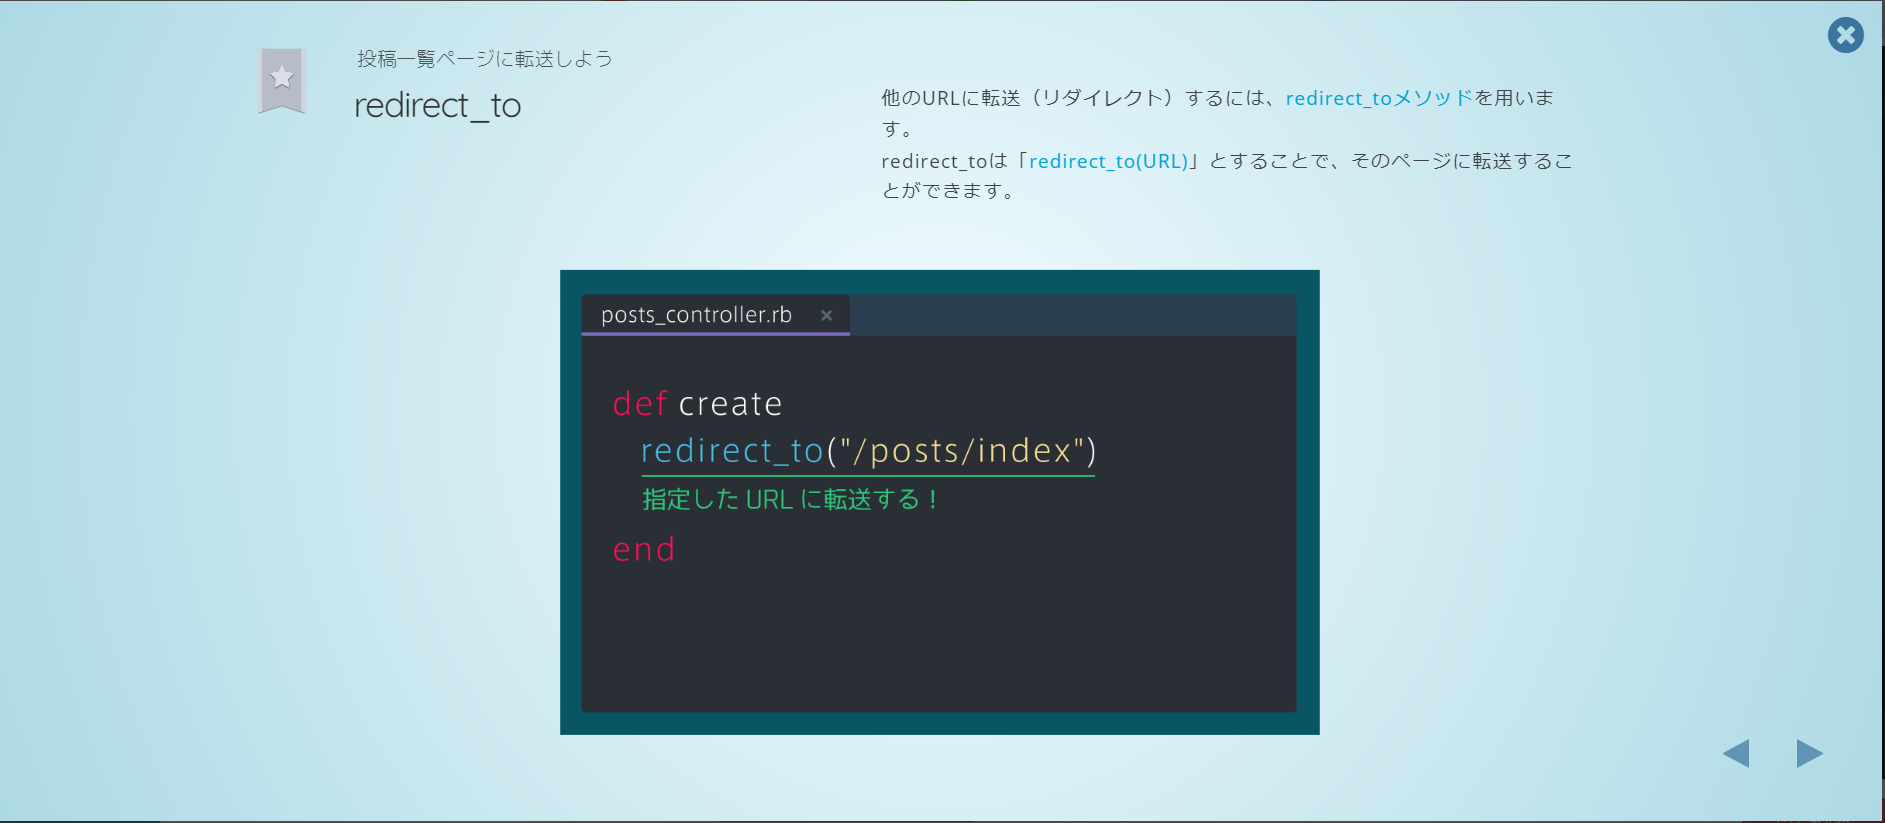 投稿一覧ページに転送しよう
redirect_to
他のURLに転送（リダイレクト）するには、redirect_toメソッドを用いま
す。
redirect_toは「redirect_to(URL)」とすることで、そのページに転送するこ
とができます。
posts_controller.rb ×
def create
redirect_to("/posts/index")
指定した URL に転送する！
end